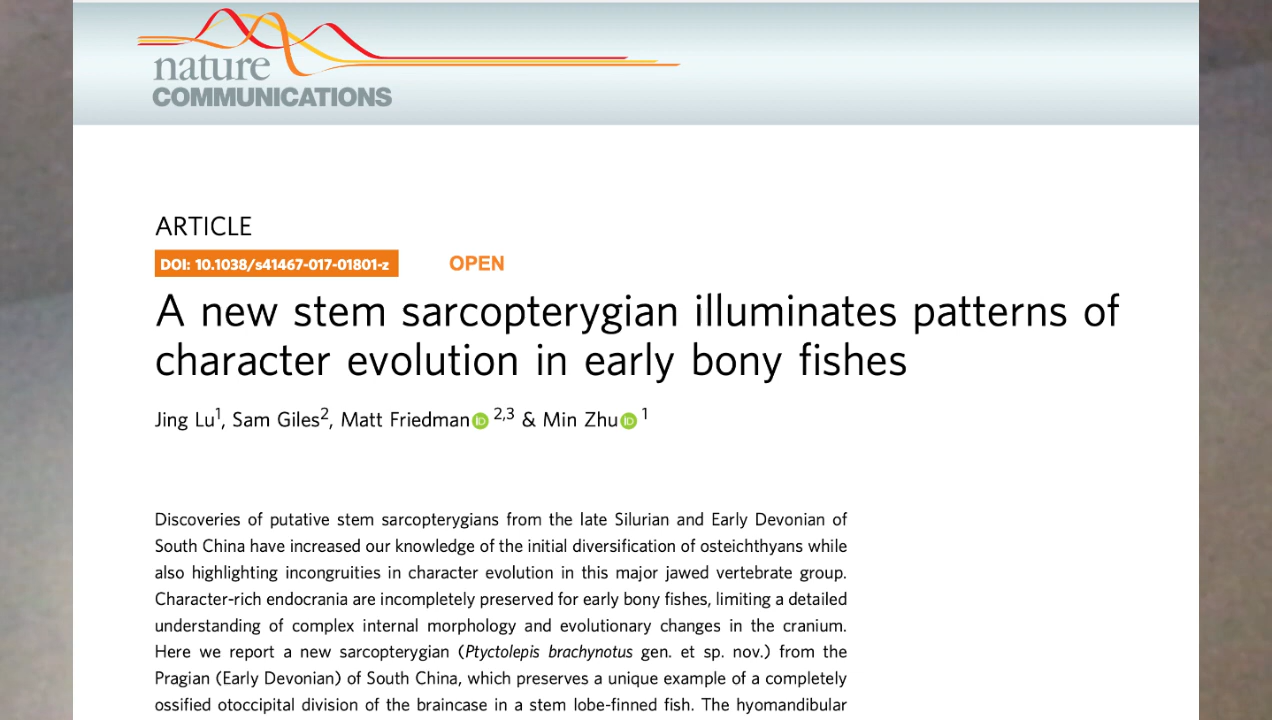 nature
COMMUNICATIONS
ARTICLE
DOI: 10.1038/s41467-017-01801-z OPEN
A new stem sarcopterygian illuminates patterns of
character evolution in early bony fishes
Jing Lu1, Sam Giles2, Matt Friedman iD 2,3 & Min Zhu iD 1
Discoveries of putative stem sarcopterygians from the late Silurian and Early Devonian of
South China have increased our knowledge of the initial diversification of osteichthyans while
also highlighting incongruities in character evolution in this major jawed vertebrate group.
Character-rich endocrania are incompletely preserved for early bony fishes, limiting a detailed
understanding of complex internal morphology and evolutionary changes in the cranium.
Here we report a new sarcopterygian (Ptyctolepis brachynotus gen. et sp. nov.) from the
Pragian (Early Devonian) of South China, which preserves a unique example of a completely
ossified otoccipital division of the braincase in a stem lobe-finned fish. The hyomandibular